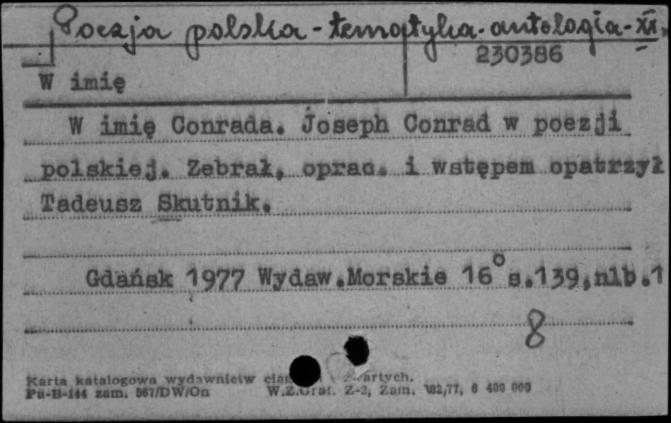 Poezja polska - tematyka - antologia - XX w.
230386
W imię
W imię Conrada. Joseph Conrad w poezji
polskiej. Zebrał, oprac. i wstępem opatrzył
Tadeusz Skutnik.
Gdańsk 1977 Wydaw.Morskie 16° s.139,nlb.1
8
Karta katalogowa wydawnictw
Pu-B-144 zam. 567/DW/On W.Z.Graf. Z-2, Zam. 6 400 000